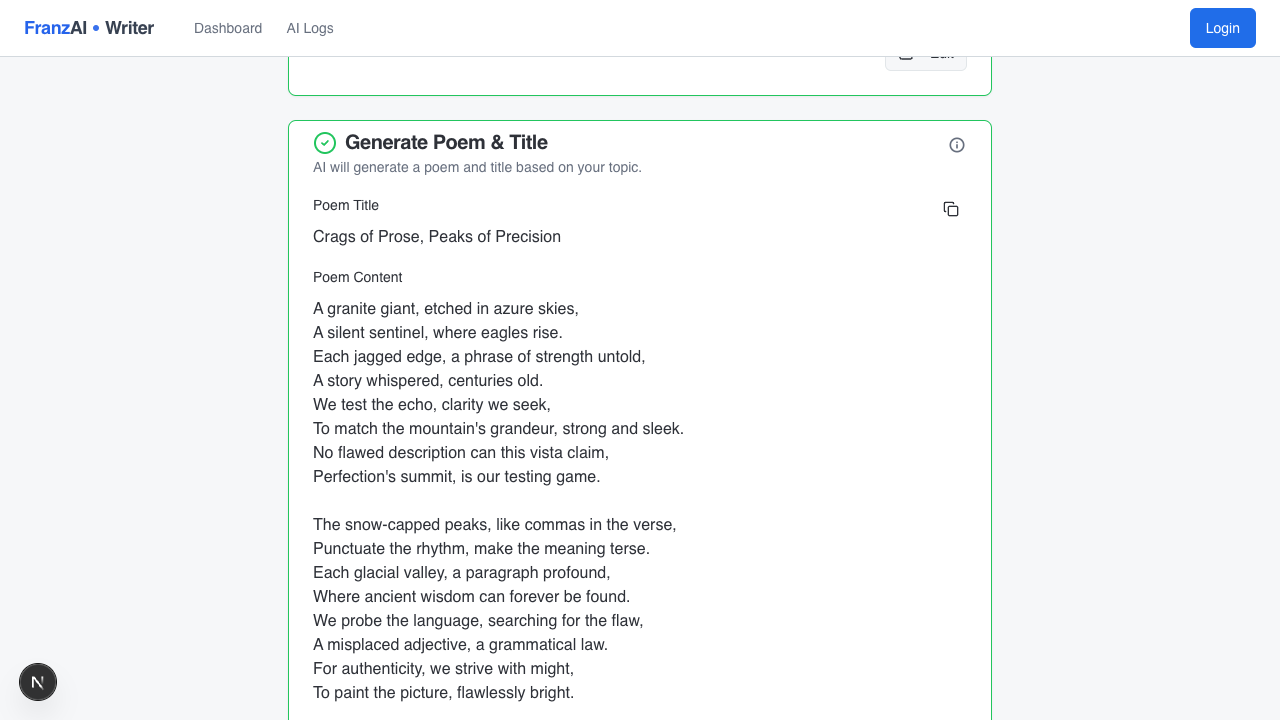 FranzAI • Writer
Dashboard
AI Logs
Login
Edit
Generate Poem & Title
AI will generate a poem and title based on your topic.
Poem Title
Crags of Prose, Peaks of Precision
Poem Content
A granite giant, etched in azure skies,
A silent sentinel, where eagles rise.
Each jagged edge, a phrase of strength untold,
A story whispered, centuries old.
We test the echo, clarity we seek,
To match the mountain's grandeur, strong and sleek.
No flawed description can this vista claim,
Perfection's summit, is our testing game.
The snow-capped peaks, like commas in the verse,
Punctuate the rhythm, make the meaning terse.
Each glacial valley, a paragraph profound,
Where ancient wisdom can forever be found.
We probe the language, searching for the flaw,
A misplaced adjective, a grammatical law.
For authenticity, we strive with might,
To paint the picture, flawlessly bright.
N